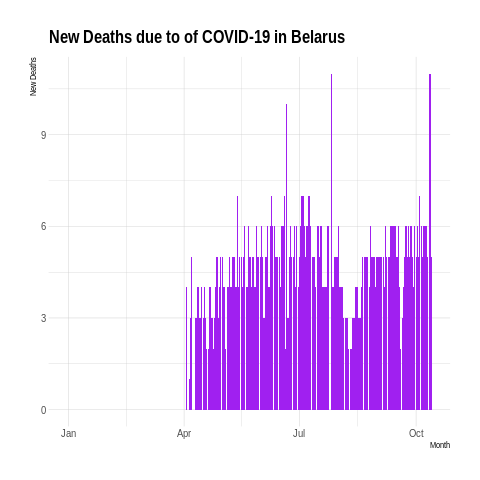 New Deaths due to of COVID-19 in Belarus
New Deaths
9
6
3
0
Jan Apr Jul Oct
Month